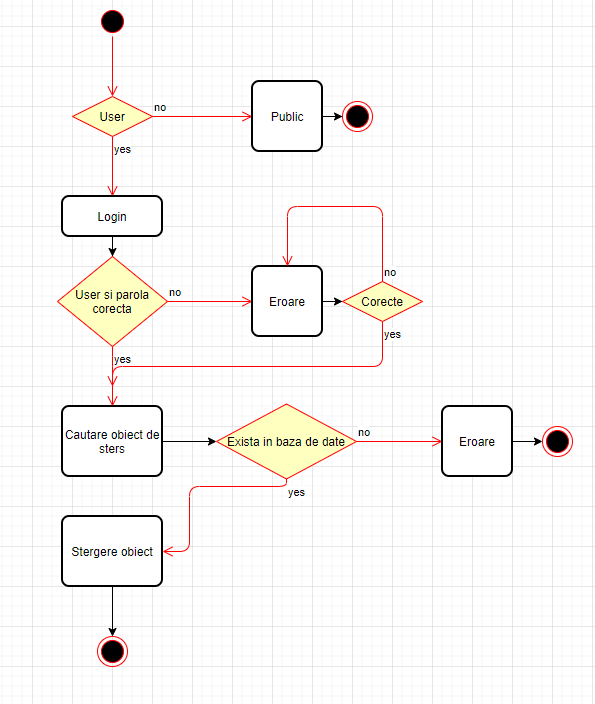 User
no
Public
yes
Login
User si parola
corecta
no
Eroare
no
Corecte
yes
yes
Cautare obiect de
sters
Exista in baza de date
no
Eroare
yes
Stergere obiect